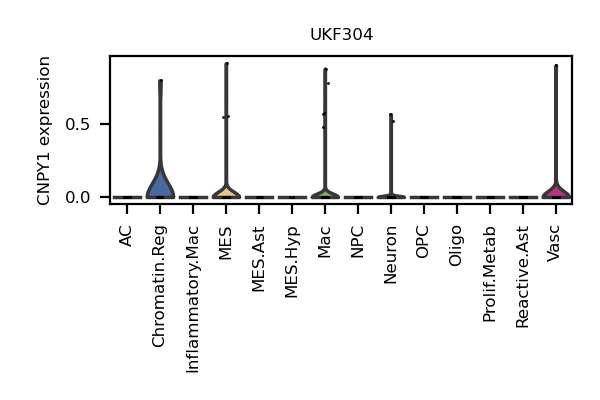 UKF304
CNPY1 expression
0.5
0.0
AC
Chromatin.Reg
Inflammatory.Mac
MES
MES.Ast
MES.Hyp
Mac
NPC
Neuron
OPC
Oligo
Prolif.Metab
Reactive.Ast
Vasc